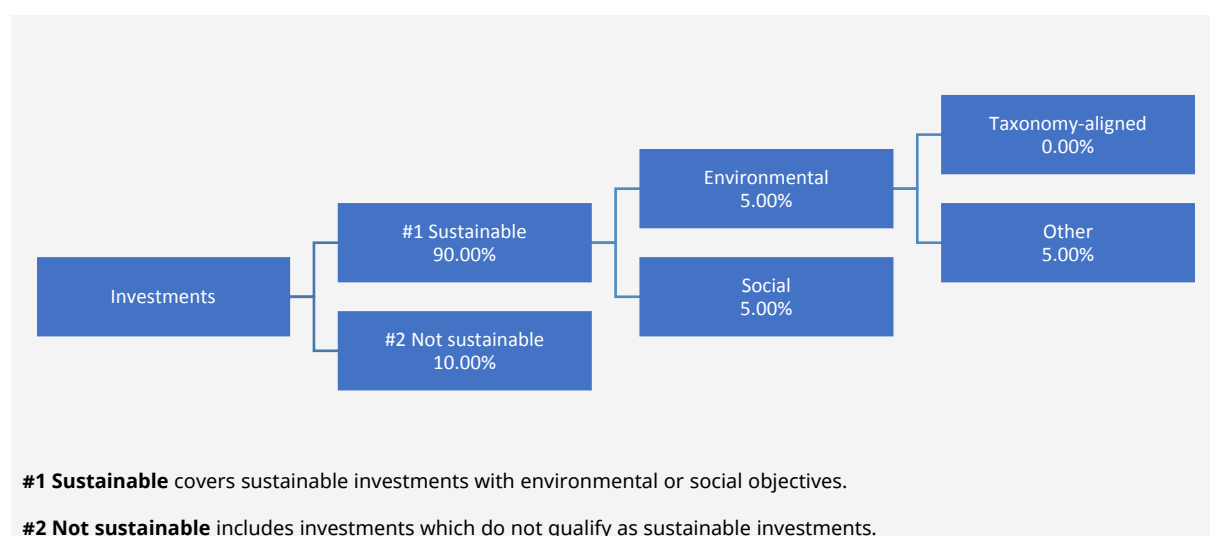 Investments
#1 Sustainable
90.00%
#2 Not sustainable
10.00%
Environmental
5.00%
Social
5.00%
Taxonomy-aligned
0.00%
Other
5.00%
#1 Sustainable covers sustainable investments with environmental or social objectives.
#2 Not sustainable includes investments which do not qualify as sustainable investments.